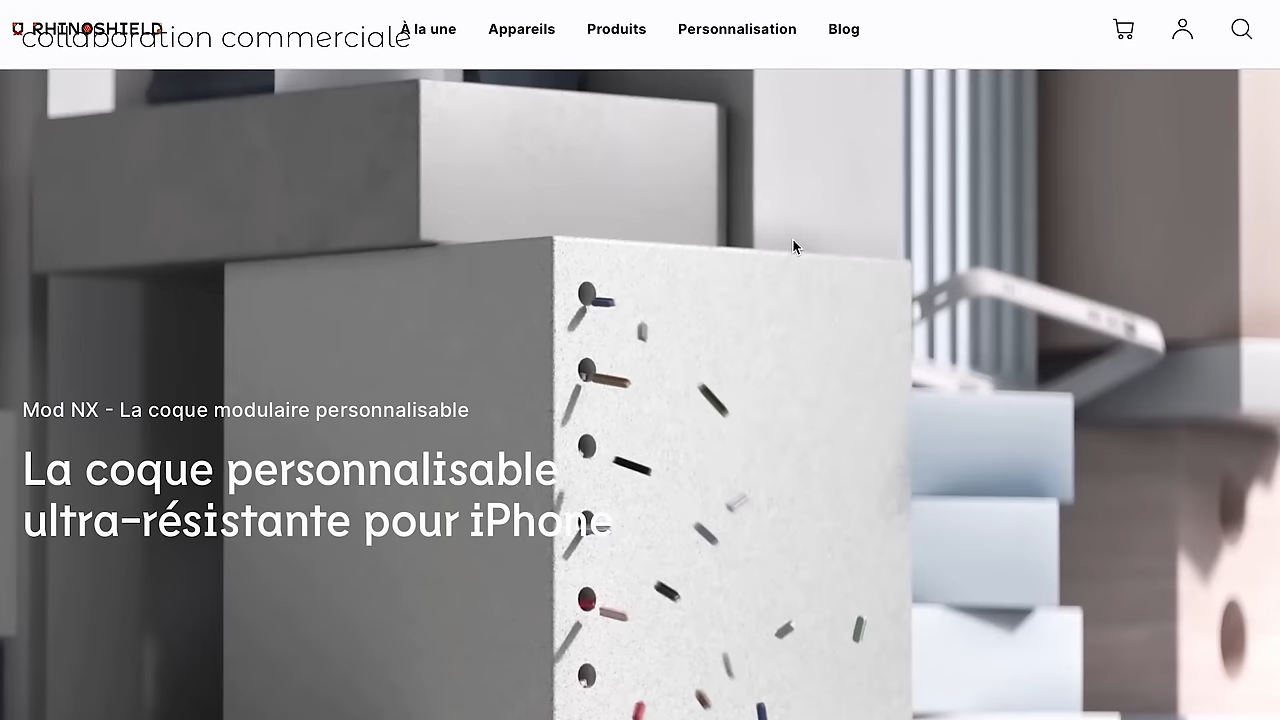 RHINOSHIELD
collaboration commerciale
À la une
Appareils
Produits
Personnalisation
Blog
Mod NX - La coque modulaire personnalisable
La coque personnalisable
ultra-résistante pour iPhone